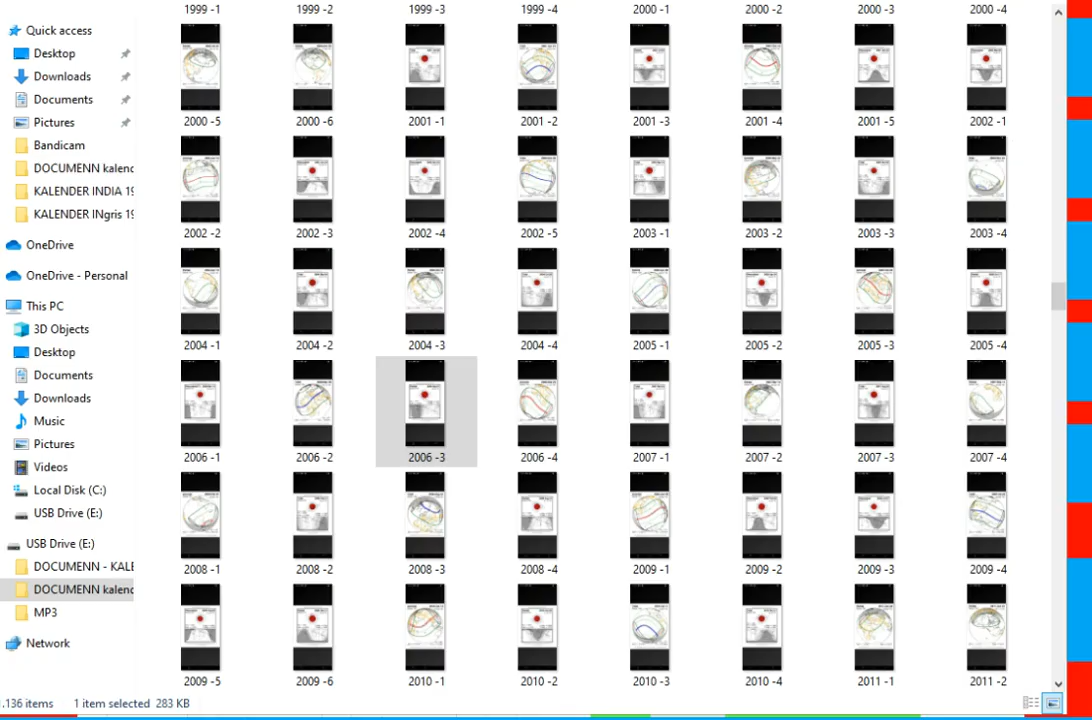 1999 -1 1999 -2 1999 -3 1999 -4 2000 -1 2000 -2 2000 -3 2000 -4
Quick access
Desktop
Downloads
Documents
Pictures
Bandicam
DOCUMENN kalend
KALENDER INDIA 19
KALENDER INgris 19
OneDrive
OneDrive - Personal
This PC
3D Objects
Desktop
Documents
Downloads
Music
Pictures
Videos
Local Disk (C:)
USB Drive (E:)
USB Drive (E:)
DOCUMENN - KALE
DOCUMENN kalend
MP3
Network
2000 -5 2000 -6 2001 -1 2001 -2 2001 -3 2001 -4 2001 -5 2002 -1
2002 -2 2002 -3 2002 -4 2002 -5 2003 -1 2003 -2 2003 -3 2003 -4
2004 -1 2004 -2 2004 -3 2004 -4 2005 -1 2005 -2 2005 -3 2005 -4
2006 -1 2006 -2 2006 -3 2006 -4 2007 -1 2007 -2 2007 -3 2007 -4
2008 -1 2008 -2 2008 -3 2008 -4 2009 -1 2009 -2 2009 -3 2009 -4
2009 -5 2009 -6 2010 -1 2010 -2 2010 -3 2010 -4 2011 -1 2011 -2
.136 items 1 item selected 283 KB